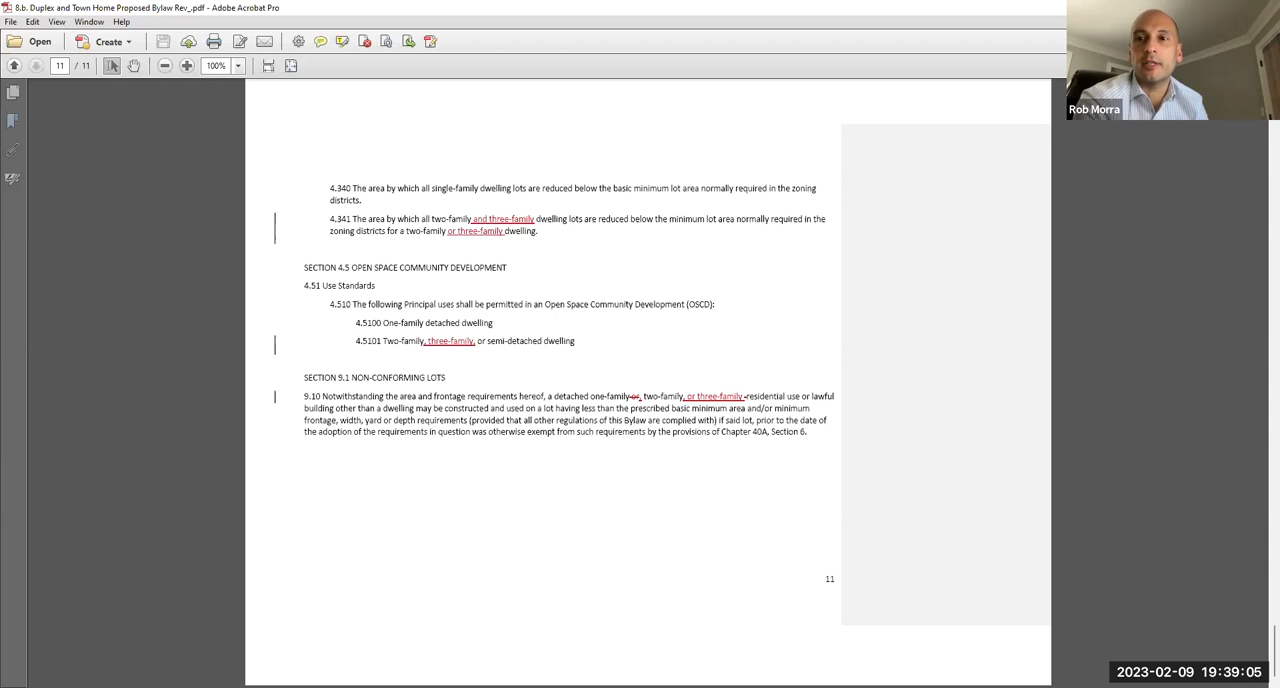 8.b. Duplex and Town Home Proposed Bylaw Rev_.pdf - Adobe Acrobat Pro
File Edit View Window Help
Open Create
11 / 11 100%
Rob Morra
4.340 The area by which all single-family dwelling lots are reduced below the basic minimum lot area normally required in the zoning
districts.
4.341 The area by which all two-family and three-family dwelling lots are reduced below the minimum lot area normally required in the
zoning districts for a two-family or three-family dwelling.
SECTION 4.5 OPEN SPACE COMMUNITY DEVELOPMENT
4.51 Use Standards
4.510 The following Principal uses shall be permitted in an Open Space Community Development (OSCD):
4.5100 One-family detached dwelling
4.5101 Two-family, three-family, or semi-detached dwelling
SECTION 9.1 NON-CONFORMING LOTS
9.10 Notwithstanding the area and frontage requirements hereof, a detached one-family or, two-family, or three-family -residential use or lawful
building other than a dwelling may be constructed and used on a lot having less than the prescribed basic minimum area and/or minimum
frontage, width, yard or depth requirements (provided that all other regulations of this Bylaw are complied with) if said lot, prior to the date of
the adoption of the requirements in question was otherwise exempt from such requirements by the provisions of Chapter 40A, Section 6.
11
2023-02-09 19:39:05